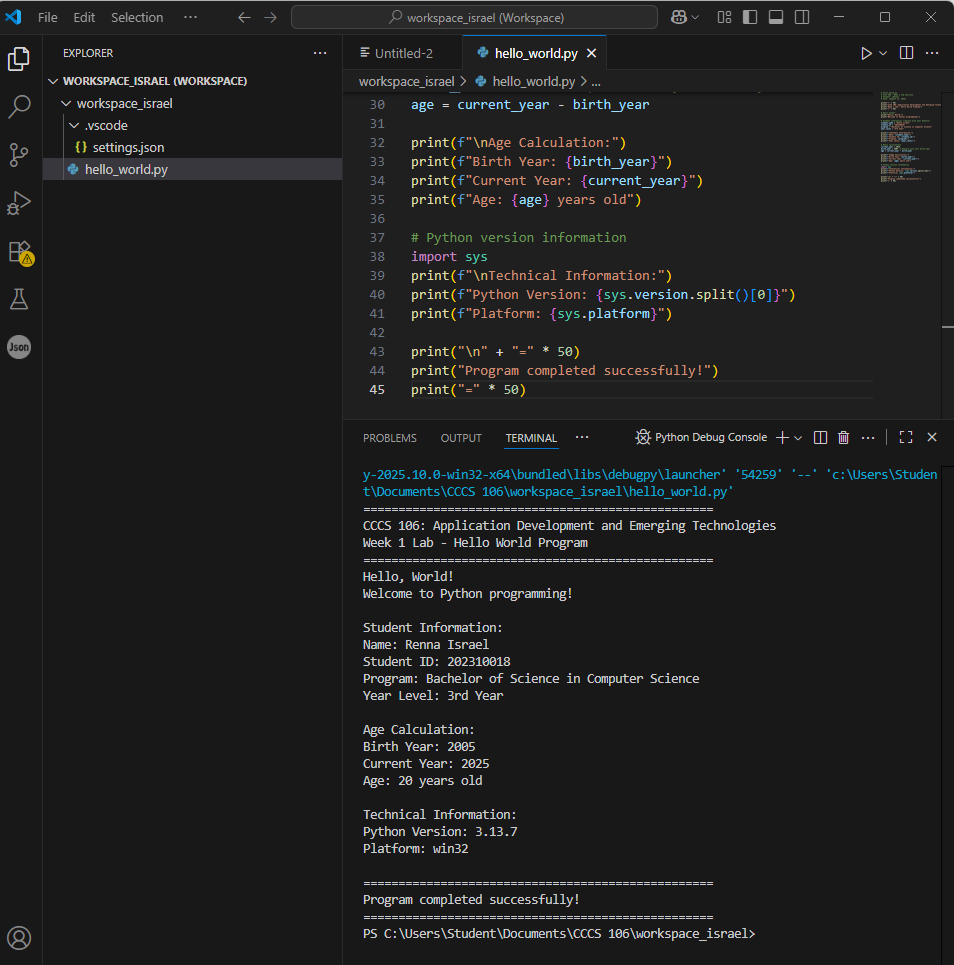 File Edit Selection ··· workspace_israel (Workspace)
EXPLORER ···
WORKSPACE_ISRAEL (WORKSPACE)
workspace_israel
.vscode
{} settings.json
hello_world.py
Json
Untitled-2 hello_world.py
workspace_israel > hello_world.py > ...
30 age = current_year - birth_year
31
32 print(f"\nAge Calculation:")
33 print(f"Birth Year: {birth_year}")
34 print(f"Current Year: {current_year}")
35 print(f"Age: {age} years old")
36
37 # Python version information
38 import sys
39 print(f"\nTechnical Information:")
40 print(f"Python Version: {sys.version.split()[0]}")
41 print(f"Platform: {sys.platform}")
42
43 print("\n" + "=" * 50)
44 print("Program completed successfully!")
45 print("=" * 50)
PROBLEMS OUTPUT TERMINAL ··· Python Debug Console
y-2025.10.0-win32-x64\bundled\libs\debugpy\launcher' '54259' '--' 'c:\Users\Studen
t\Documents\CCCS 106\workspace_israel\hello_world.py'
==================================================
CCCS 106: Application Development and Emerging Technologies
Week 1 Lab - Hello World Program
==================================================
Hello, World!
Welcome to Python programming!
Student Information:
Name: Renna Israel
Student ID: 202310018
Program: Bachelor of Science in Computer Science
Year Level: 3rd Year
Age Calculation:
Birth Year: 2005
Current Year: 2025
Age: 20 years old
Technical Information:
Python Version: 3.13.7
Platform: win32
==================================================
Program completed successfully!
==================================================
PS C:\Users\Student\Documents\CCCS 106\workspace_israel>